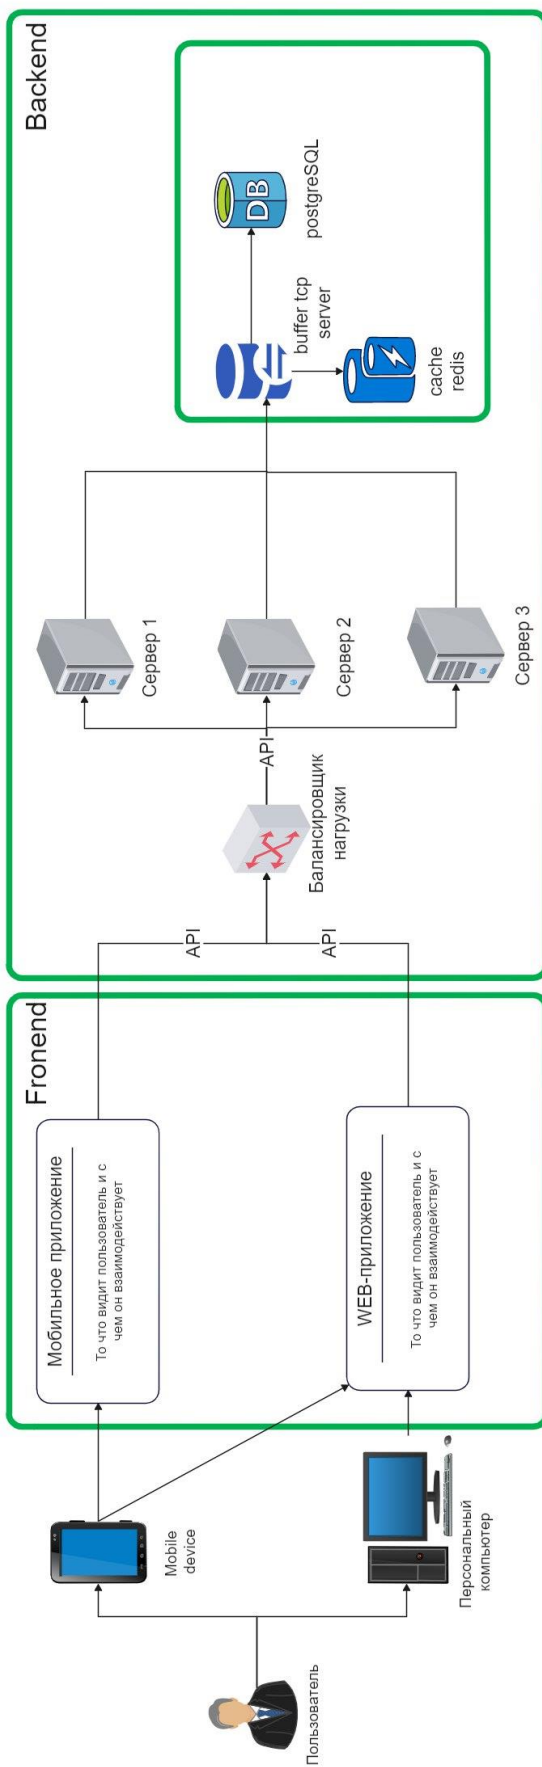 Пользователь
Mobile
device
Персональный
компьютер
Fronend
Мобильное приложение
То что видит пользователь и с
чем он взаимодействует
WEB-приложение
То что видит пользователь и с
чем он взаимодействует
Backend
API
API
Балансировщик
нагрузки
API
Сервер 1
Сервер 2
Сервер 3
buffer tcp
server
DB
postgreSQL
cache
redis